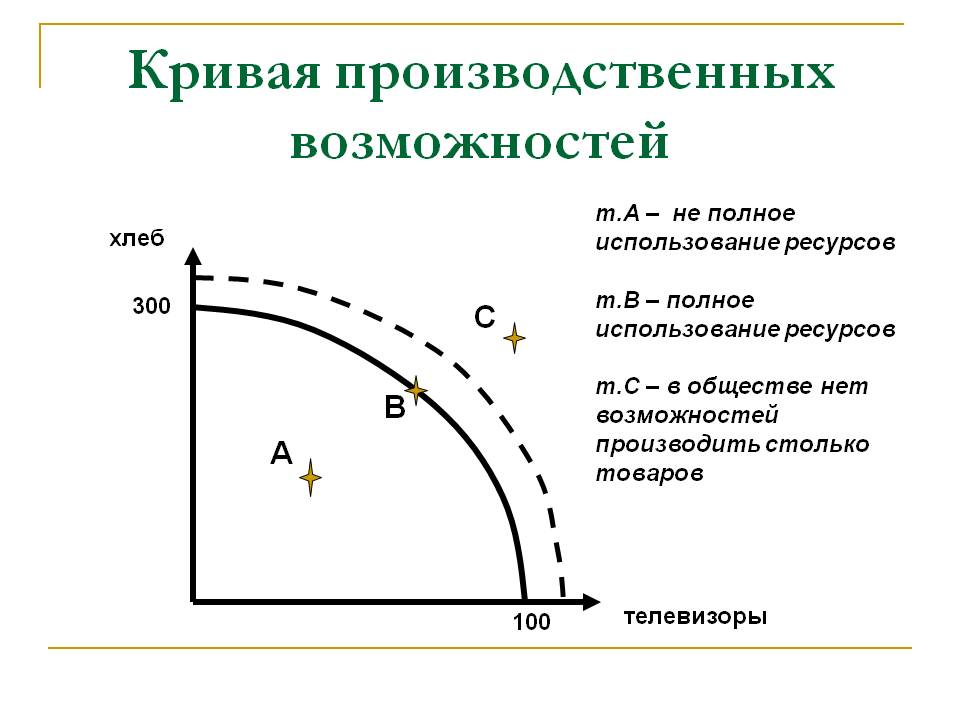 Кривая производственных
возможностей
т.А – не полное
использование ресурсов
т.В – полное
использование ресурсов
т.С – в обществе нет
возможностей
производить столько
товаров
хлеб
300
С
В
А
100
телевизоры